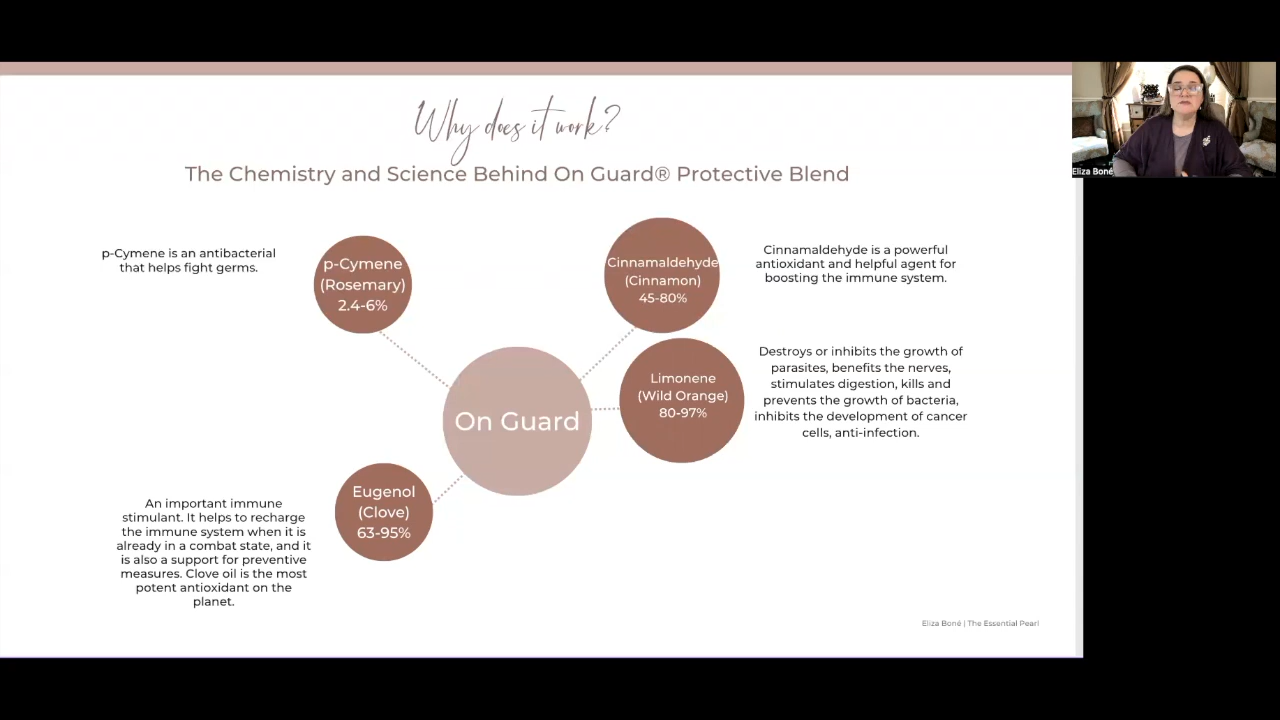 Why does it work?
The Chemistry and Science Behind On Guard® Protective Blend
p-Cymene is an antibacterial
that helps fight germs.
p-Cymene
(Rosemary)
2.4-6%
Cinnamaldehyde
(Cinnamon)
45-80%
Cinnamaldehyde is a powerful
antioxidant and helpful agent for
boosting the immune system.
On Guard
Limonene
(Wild Orange)
80-97%
Destroys or inhibits the growth of
parasites, benefits the nerves,
stimulates digestion, kills and
prevents the growth of bacteria,
inhibits the development of cancer
cells, anti-infection.
Eugenol
(Clove)
63-95%
An important immune
stimulant. It helps to recharge
the immune system when it is
already in a combat state, and it
is also a support for preventive
measures. Clove oil is the most
potent antioxidant on the
planet.
Eliza Boné | The Essential Pearl
Eliza Boné